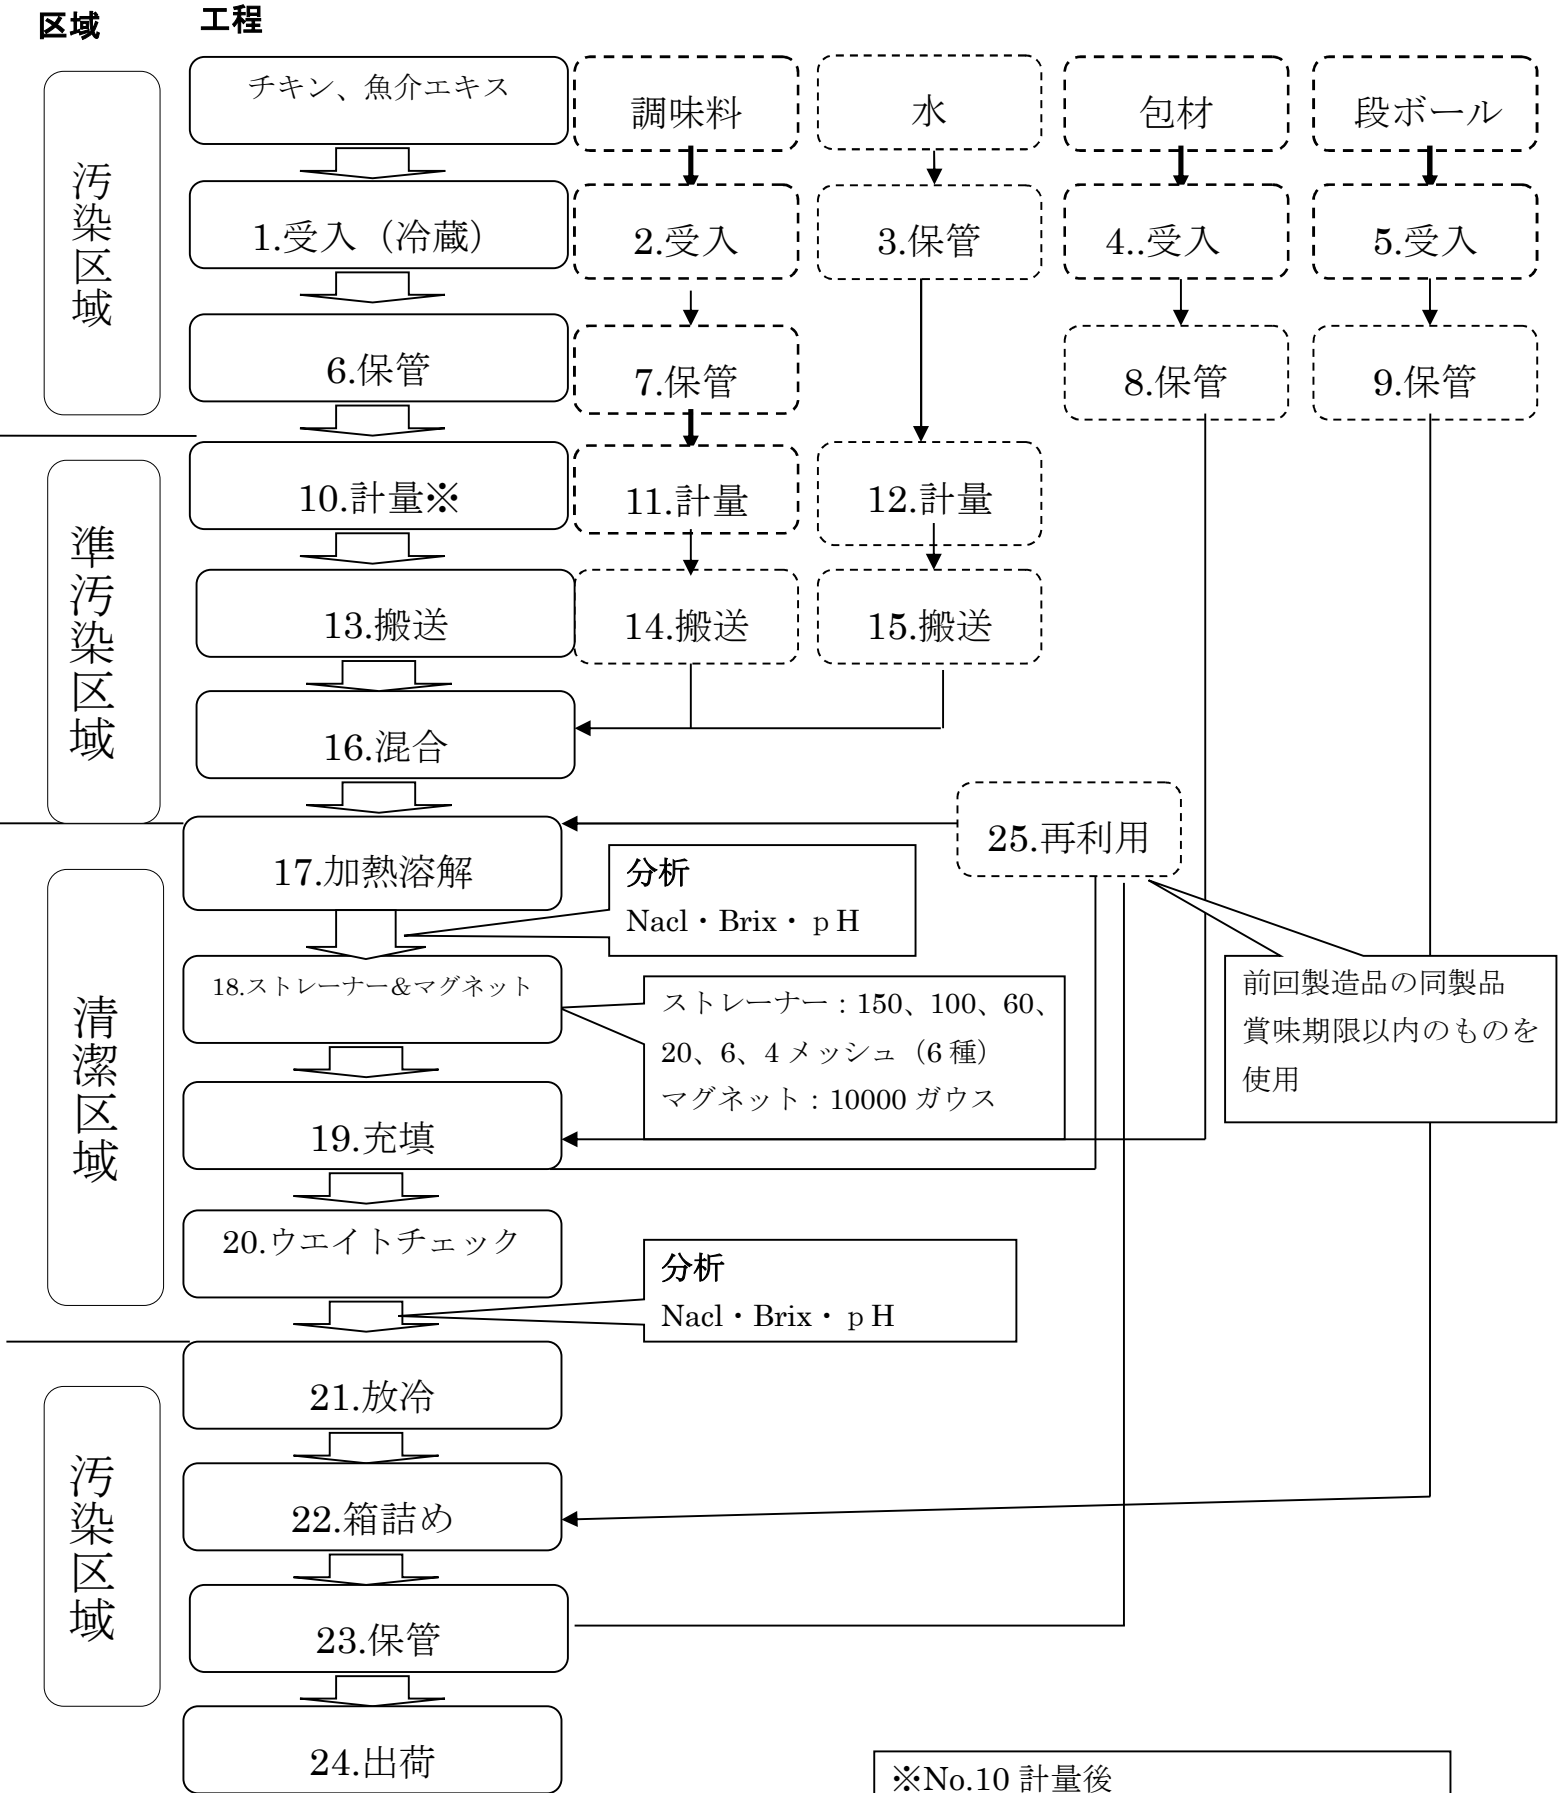 区域
工程
チキン、魚介エキス
調味料
水
包材
段ボール
汚染区域
1.受入（冷蔵）
2.受入
3.保管
4..受入
5.受入
6.保管
7.保管
8.保管
9.保管
準汚染区域
10.計量※
11.計量
12.計量
13.搬送
14.搬送
15.搬送
16.混合
25.再利用
17.加熱溶解
分析
Nacl・Brix・ｐH
清潔区域
18.ストレーナー&マグネット
ストレーナー：150、100、60、
20、6、4メッシュ（6種）
マグネット：10000ガウス
前回製造品の同製品
賞味期限以内のものを
使用
19.充填
20.ウエイトチェック
分析
Nacl・Brix・ｐH
汚染区域
21.放冷
22.箱詰め
23.保管
24.出荷
※No.10 計量後